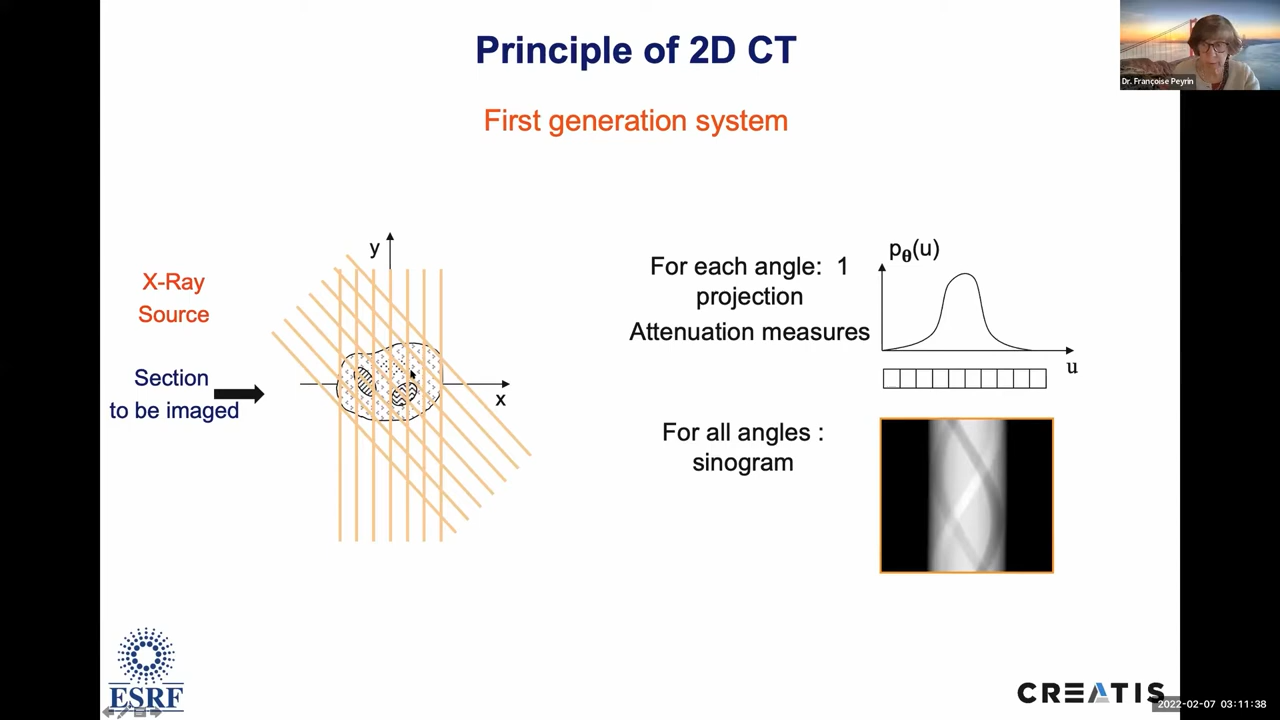 Principle of 2D CT
Dr. Françoise Peyrin
First generation system
y
x
X-Ray
Source
Section
to be imaged
For each angle: 1
projection
Attenuation measures
pθ(u)
u
For all angles :
sinogram
ESRF
CREATIS
2022-02-07 03:11:38